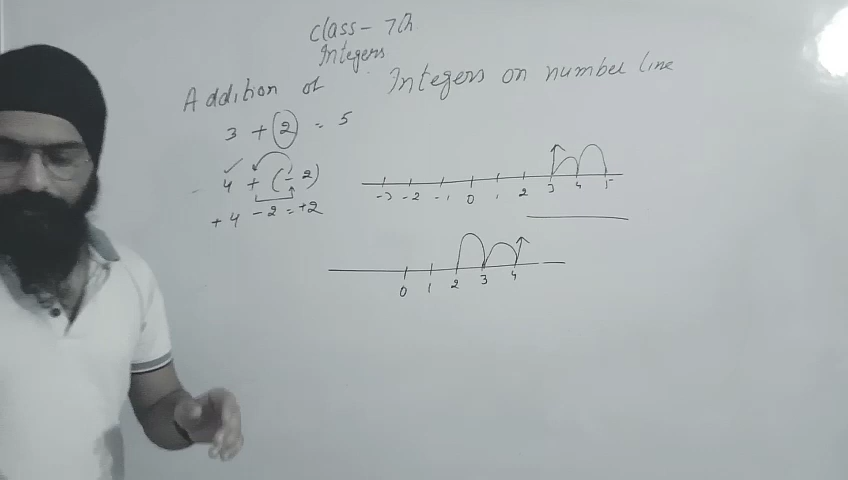 Class - 7th
Integers
Addition of Integers on number line
3 + 2 = 5
4 + (- 2)
+4 - 2 = +2
-3 -2 -1 0 1 2 3 4 5
0 1 2 3 4